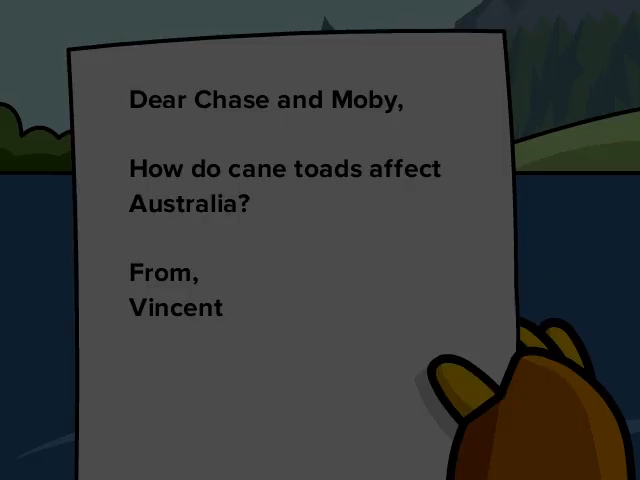 Dear Chase and Moby,
How do cane toads affect
Australia?
From,
Vincent